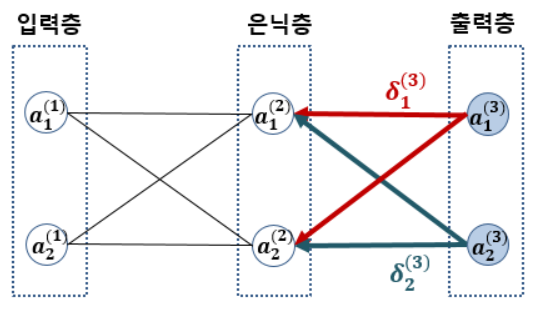 입력층 은닉층 출력층
δ₁⁽³⁾
a₁⁽¹⁾ a₁⁽²⁾ a₁⁽³⁾
a₂⁽¹⁾ a₂⁽²⁾ a₂⁽³⁾
δ₂⁽³⁾